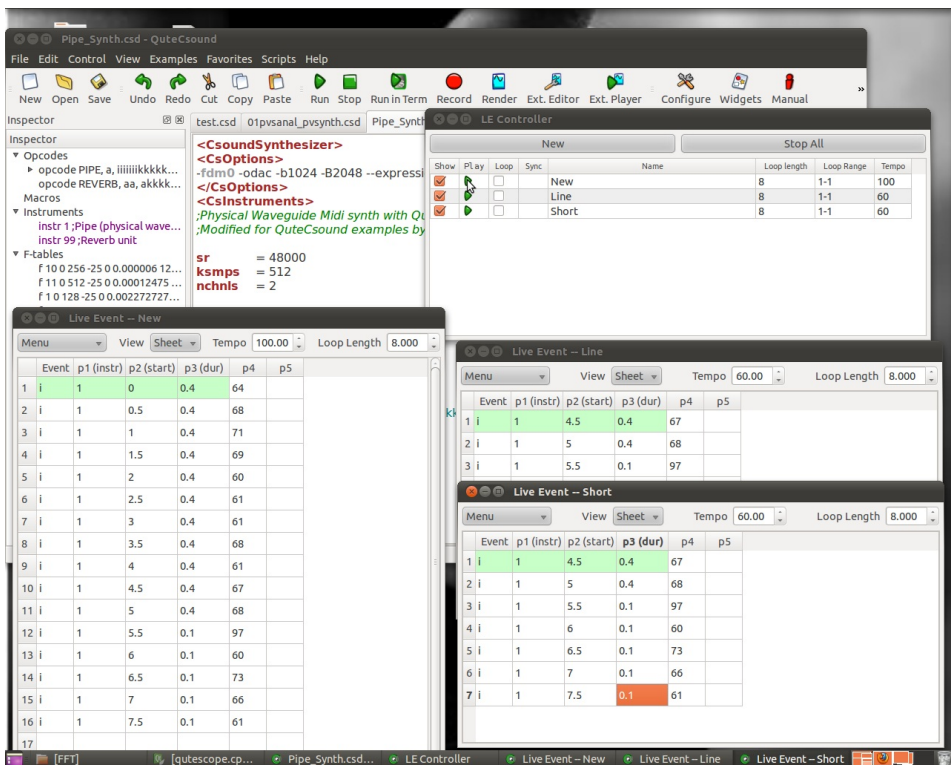 Pipe_Synth.csd - QuteCsound
File Edit Control View Examples Favorites Scripts Help
New Open Save Undo Redo Cut Copy Paste Run Stop Run in Term Record Render Ext. Editor Ext. Player Configure Widgets Manual »
Inspector
test.csd 01pvsanal_pvsynth.csd Pipe_Synth
Inspector
Opcodes
opcode PIPE, a, iiiiiiikkkkk...
opcode REVERB, aa, akkkk...
Macros
Instruments
instr 1 ;Pipe (physical wave...
instr 99 ;Reverb unit
F-tables
f 10 0 256 -25 0 0.000006 12...
f 11 0 512 -25 0 0.00012475 ...
f 1 0 128 -25 0 0.002272727...
<CsoundSynthesizer>
<CsOptions>
-fdm0 -odac -b1024 -B2048 --expressi
</CsOptions>
<CsInstruments>
;Physical Waveguide Midi synth with Qu
;Modified for QuteCsound examples by
sr = 48000
ksmps = 512
nchnls = 2
LE Controller
New Stop All
Show Play Loop Sync Name Loop length Loop Range Tempo
New 8 1-1 100
Line 8 1-1 60
Short 8 1-1 60
Live Event -- New
Menu View Sheet Tempo 100.00 Loop Length 8.000
Event p1 (instr) p2 (start) p3 (dur) p4 p5
1 i 1 0 0.4 64
2 i 1 0.5 0.4 68
3 i 1 1 0.4 71
4 i 1 1.5 0.4 69
5 i 1 2 0.4 60
6 i 1 2.5 0.4 61
7 i 1 3 0.4 61
8 i 1 3.5 0.4 68
9 i 1 4 0.4 61
10 i 1 4.5 0.4 67
11 i 1 5 0.4 68
12 i 1 5.5 0.1 97
13 i 1 6 0.1 60
14 i 1 6.5 0.1 73
15 i 1 7 0.1 66
16 i 1 7.5 0.1 61
17
Live Event -- Line
Menu View Sheet Tempo 60.00 Loop Length 8.000
Event p1 (instr) p2 (start) p3 (dur) p4 p5
1 i 1 4.5 0.4 67
2 i 1 5 0.4 68
3 i 1 5.5 0.1 97
Live Event -- Short
Menu View Sheet Tempo 60.00 Loop Length 8.000
Event p1 (instr) p2 (start) p3 (dur) p4 p5
1 i 1 4.5 0.4 67
2 i 1 5 0.4 68
3 i 1 5.5 0.1 97
4 i 1 6 0.1 60
5 i 1 6.5 0.1 73
6 i 1 7 0.1 66
7 i 1 7.5 0.1 61
[FFT] [qutescope.cp... Pipe_Synth.csd... LE Controller Live Event -- New Live Event -- Line Live Event -- Short